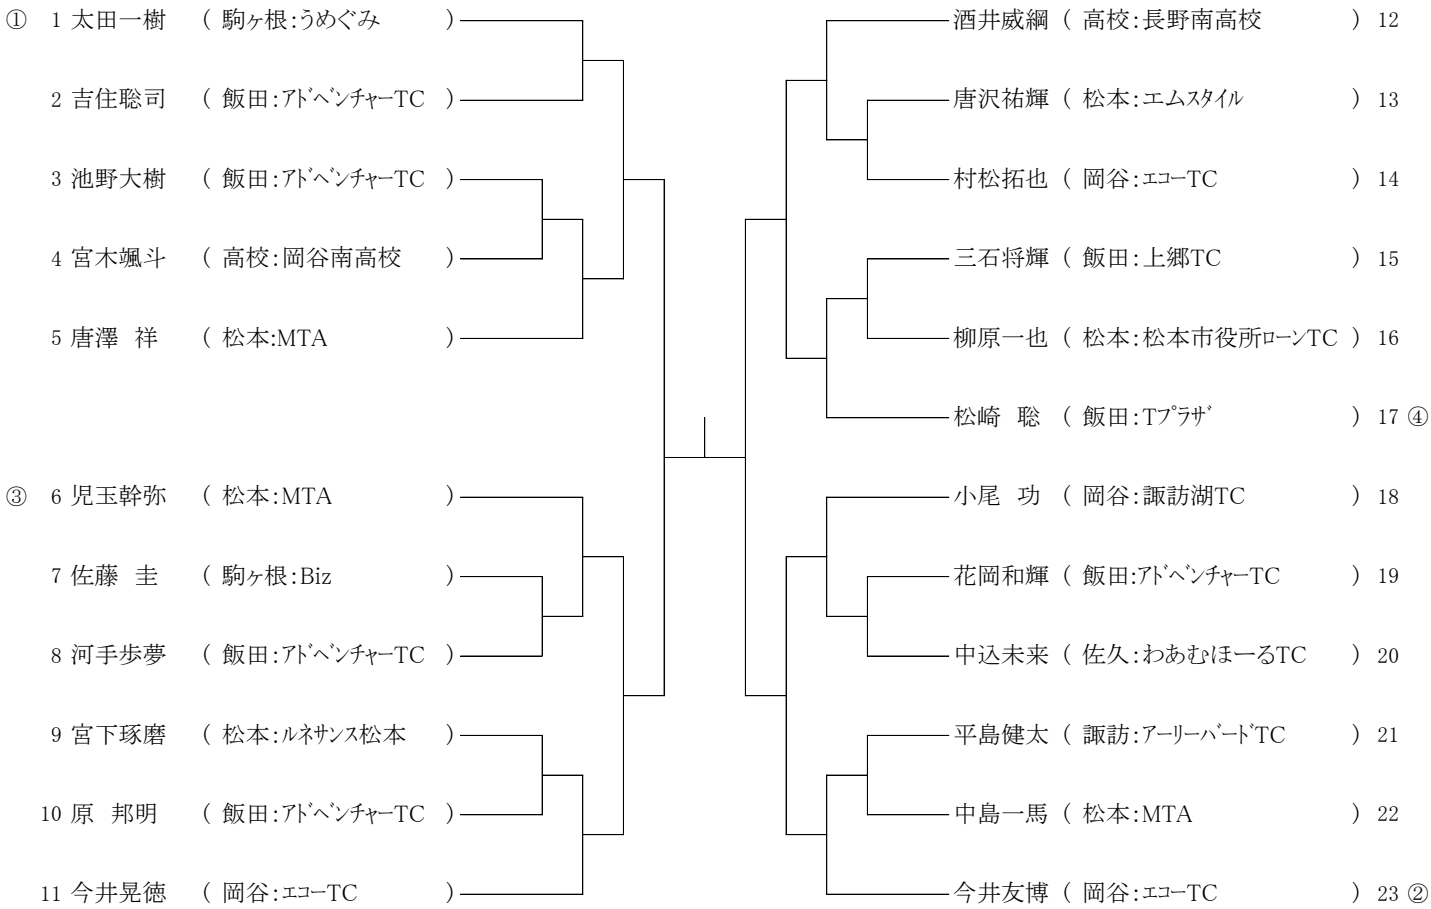 ① 1 太田一樹 ( 駒ヶ根:うめぐみ )
2 吉住聡司 ( 飯田:アドベンチャーTC )
3 池野大樹 ( 飯田:アドベンチャーTC )
4 宮木颯斗 ( 高校:岡谷南高校 )
5 唐澤 祥 ( 松本:MTA )
③ 6 児玉幹弥 ( 松本:MTA )
7 佐藤 圭 ( 駒ヶ根:Biz )
8 河手歩夢 ( 飯田:アドベンチャーTC )
9 宮下琢磨 ( 松本:ルネサンス松本 )
10 原 邦明 ( 飯田:アドベンチャーTC )
11 今井晃徳 ( 岡谷:エコーTC )
酒井威綱 ( 高校:長野南高校 ) 12
唐沢祐輝 ( 松本:エムスタイル ) 13
村松拓也 ( 岡谷:エコーTC ) 14
三石将輝 ( 飯田:上郷TC ) 15
柳原一也 ( 松本:松本市役所ローンTC ) 16
松崎 聡 ( 飯田:Tプラザ ) 17 ④
小尾 功 ( 岡谷:諏訪湖TC ) 18
花岡和輝 ( 飯田:アドベンチャーTC ) 19
中込未来 ( 佐久:わあむほーるTC ) 20
平島健太 ( 諏訪:アーリーバードTC ) 21
中島一馬 ( 松本:MTA ) 22
今井友博 ( 岡谷:エコーTC ) 23 ②